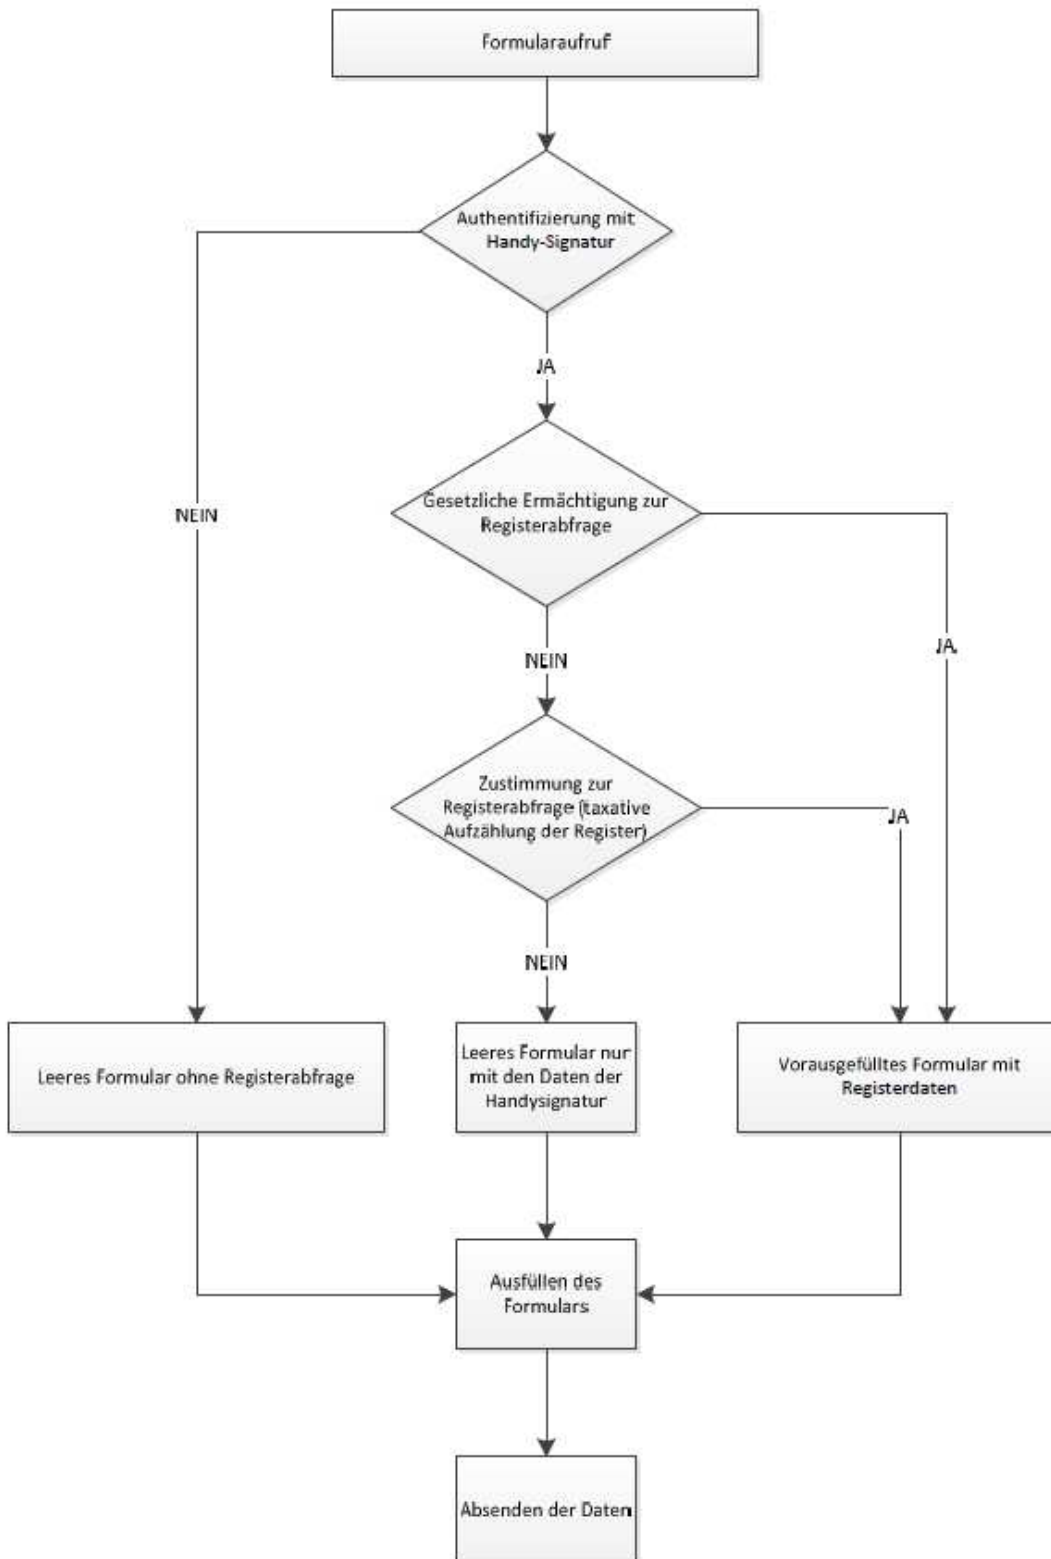 Formularaufruf
Authentifizierung mit
Handy-Signatur
JA
Gesetzliche Ermächtigung zur
Registerabfrage
NEIN
NEIN
JA
Zustimmung zur
Registerabfrage (taxative
Aufzählung der Register)
JA
NEIN
Leeres Formular ohne Registerabfrage
Leeres Formular nur
mit den Daten der
Handysignatur
Vorausgefülltes Formular mit
Registerdaten
Ausfüllen des
Formulars
Absenden der Daten